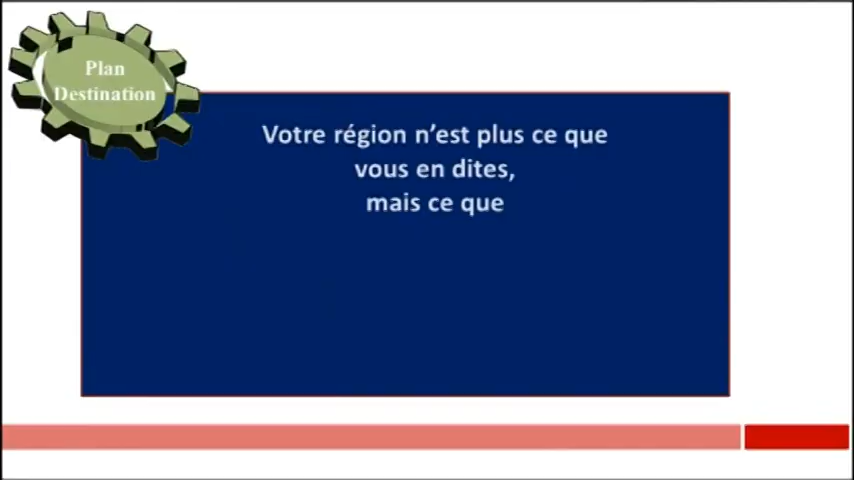 Plan
Destination
Votre région n'est plus ce que
vous en dites,
mais ce que